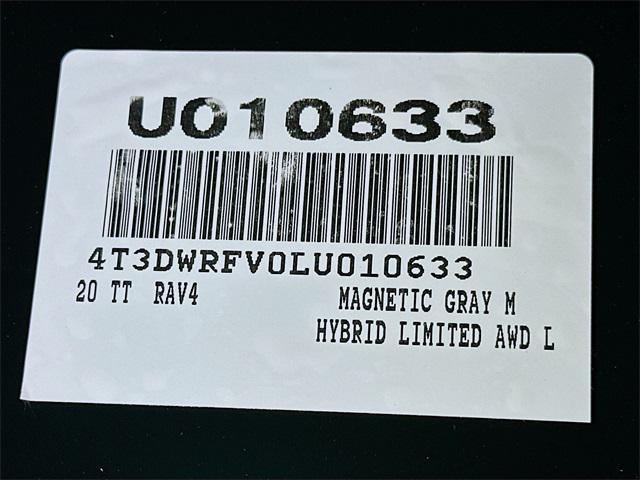 U010633
4T3DWRFV0LU010633
20 TT RAV4 MAGNETIC GRAY M
HYBRID LIMITED AWD L